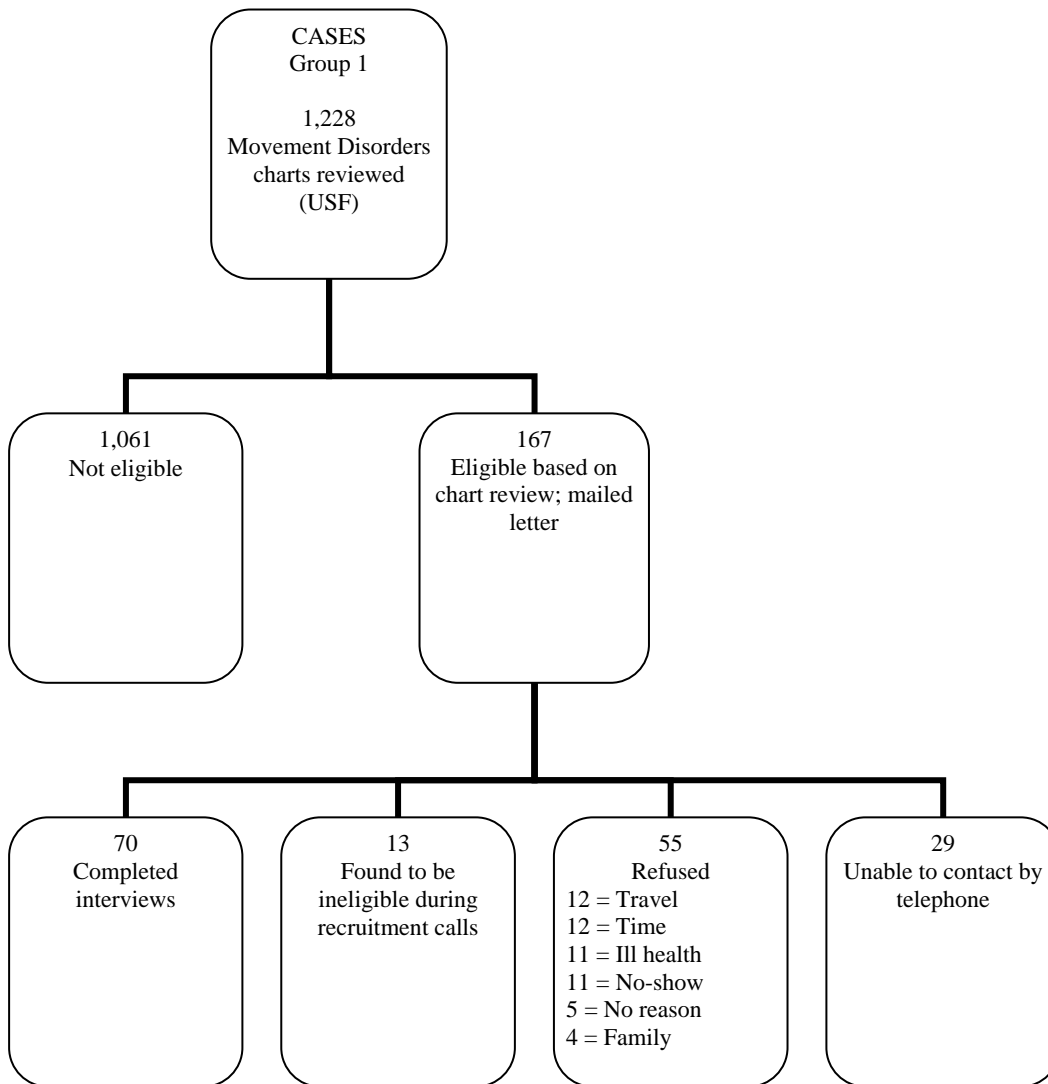 CASES
Group 1
1,228
Movement Disorders
charts reviewed
(USF)
1,061
Not eligible
167
Eligible based on
chart review; mailed
letter
70
Completed
interviews
13
Found to be
ineligible during
recruitment calls
55
Refused
12 = Travel
12 = Time
11 = Ill health
11 = No-show
5 = No reason
4 = Family
29
Unable to contact by
telephone